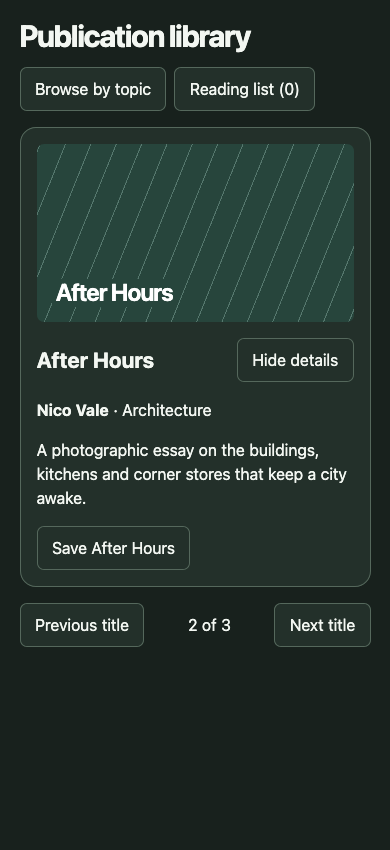 Publication library
Browse by topic
Reading list (0)
After Hours
After Hours
Hide details
Nico Vale · Architecture
A photographic essay on the buildings,
kitchens and corner stores that keep a city
awake.
Save After Hours
Previous title
2 of 3
Next title